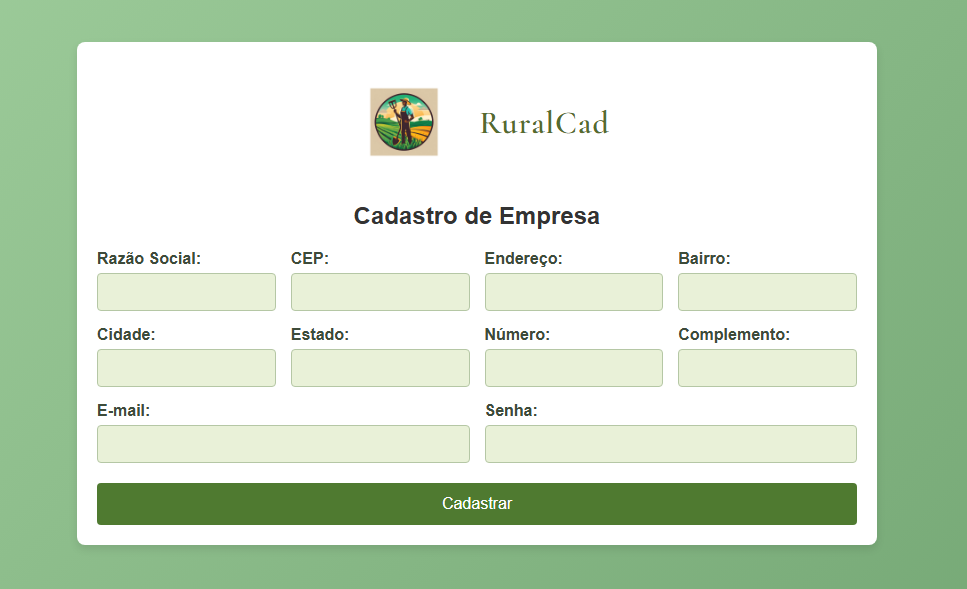 RuralCad
Cadastro de Empresa
Razão Social: CEP: Endereço: Bairro:
Cidade: Estado: Número: Complemento:
E-mail: Senha:
Cadastrar